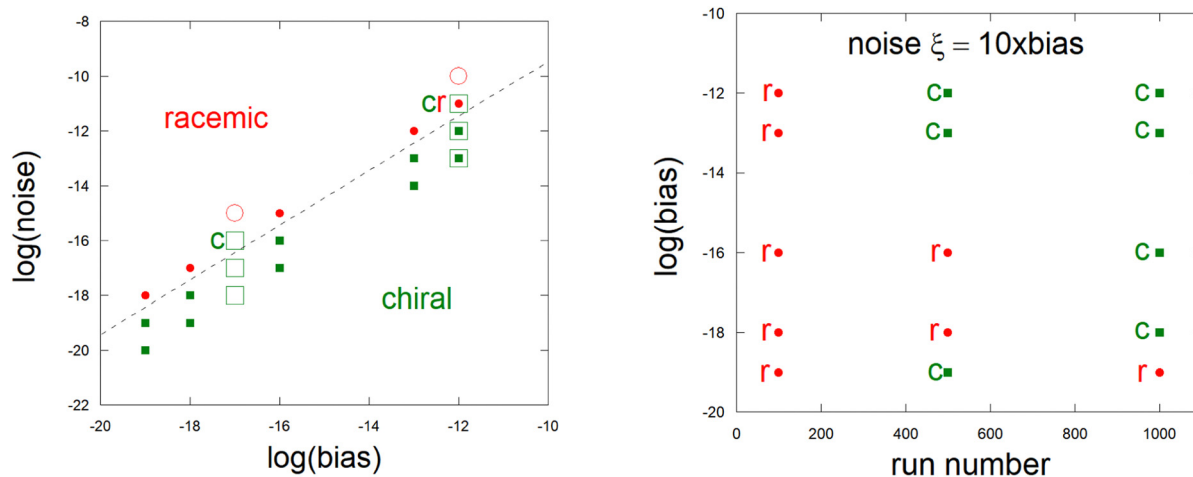 -8
-10
-12
-14
-16
-18
-20
-22
log(noise)
racemic
cr
c
chiral
-20
-18
-16
-14
-12
-10
log(bias)
-10
-12
-14
-16
-18
-20
log(bias)
noise ξ = 10xbias
r c c
r c c
r r c
r r c
r c r
0
200
400
600
800
1000
run number